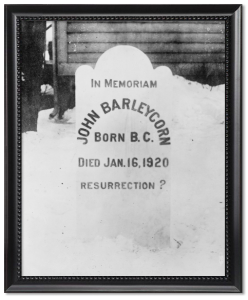 IN MEMORIAM
JOHN BARLEYCORN
BORN B.C.
DIED JAN.16,1920
RESURRECTION ?